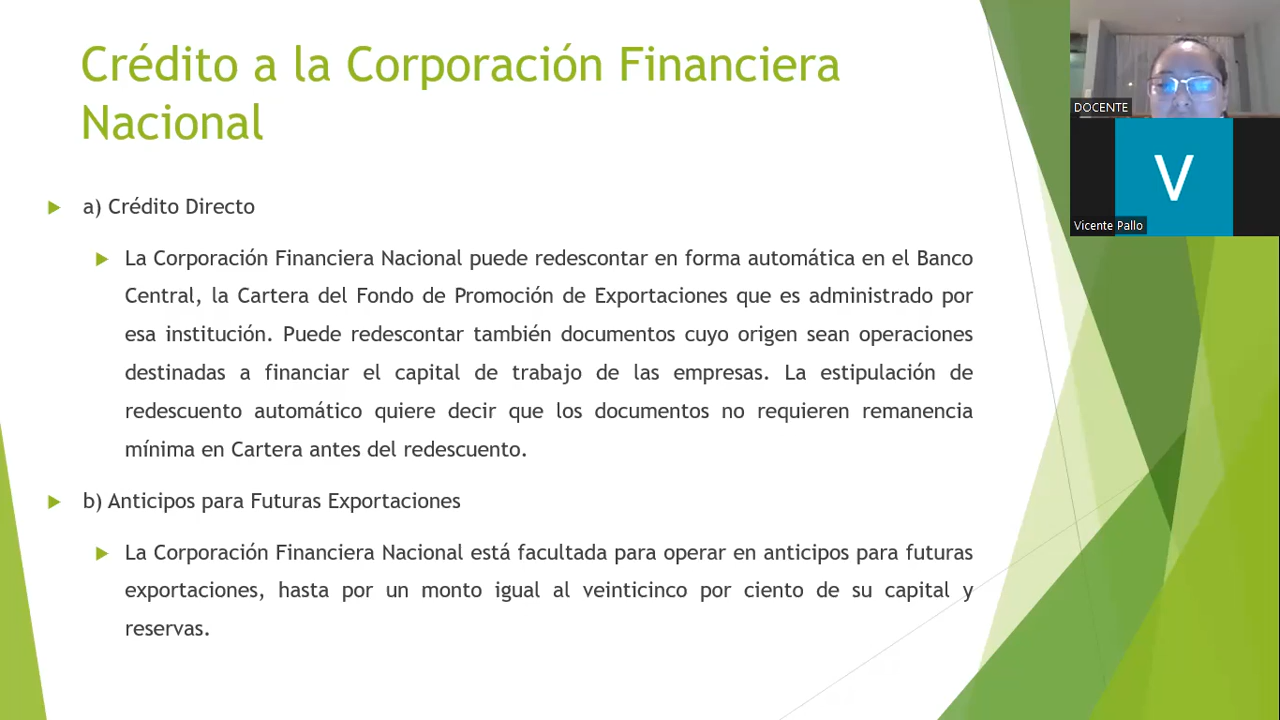 Crédito a la Corporación Financiera
Nacional
a) Crédito Directo
La Corporación Financiera Nacional puede redescontar en forma automática en el Banco
Central, la Cartera del Fondo de Promoción de Exportaciones que es administrado por
esa institución. Puede redescontar también documentos cuyo origen sean operaciones
destinadas a financiar el capital de trabajo de las empresas. La estipulación de
redescuento automático quiere decir que los documentos no requieren remanencia
mínima en Cartera antes del redescuento.
b) Anticipos para Futuras Exportaciones
La Corporación Financiera Nacional está facultada para operar en anticipos para futuras
exportaciones, hasta por un monto igual al veinticinco por ciento de su capital y
reservas.
DOCENTE
V
Vicente Pallo